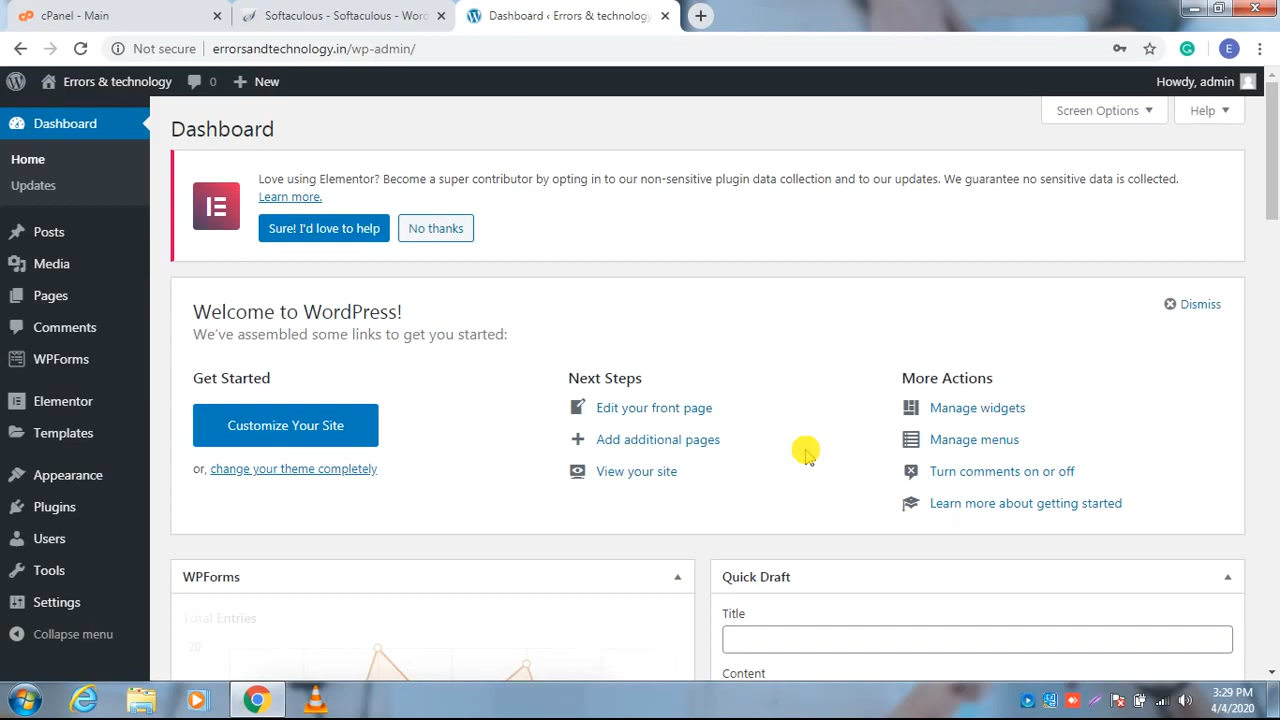 cPanel - Main
Softaculous - Softaculous - Word
Dashboard ‹ Errors & technology
Not secure
errorsandtechnology.in/wp-admin/
E
Errors & technology
0
New
Howdy, admin
Dashboard
Home
Updates
Posts
Media
Pages
Comments
WPForms
Elementor
Templates
Appearance
Plugins
Users
Tools
Settings
Collapse menu
Screen Options
Help
Dashboard
Love using Elementor? Become a super contributor by opting in to our non-sensitive plugin data collection and to our updates. We guarantee no sensitive data is collected.
Learn more.
Sure! I'd love to help
No thanks
Welcome to WordPress!
Dismiss
We've assembled some links to get you started:
Get Started
Customize Your Site
or, change your theme completely
Next Steps
Edit your front page
Add additional pages
View your site
More Actions
Manage widgets
Manage menus
Turn comments on or off
Learn more about getting started
WPForms
Total Entries
20
Quick Draft
Title
Content
3:29 PM
4/4/2020